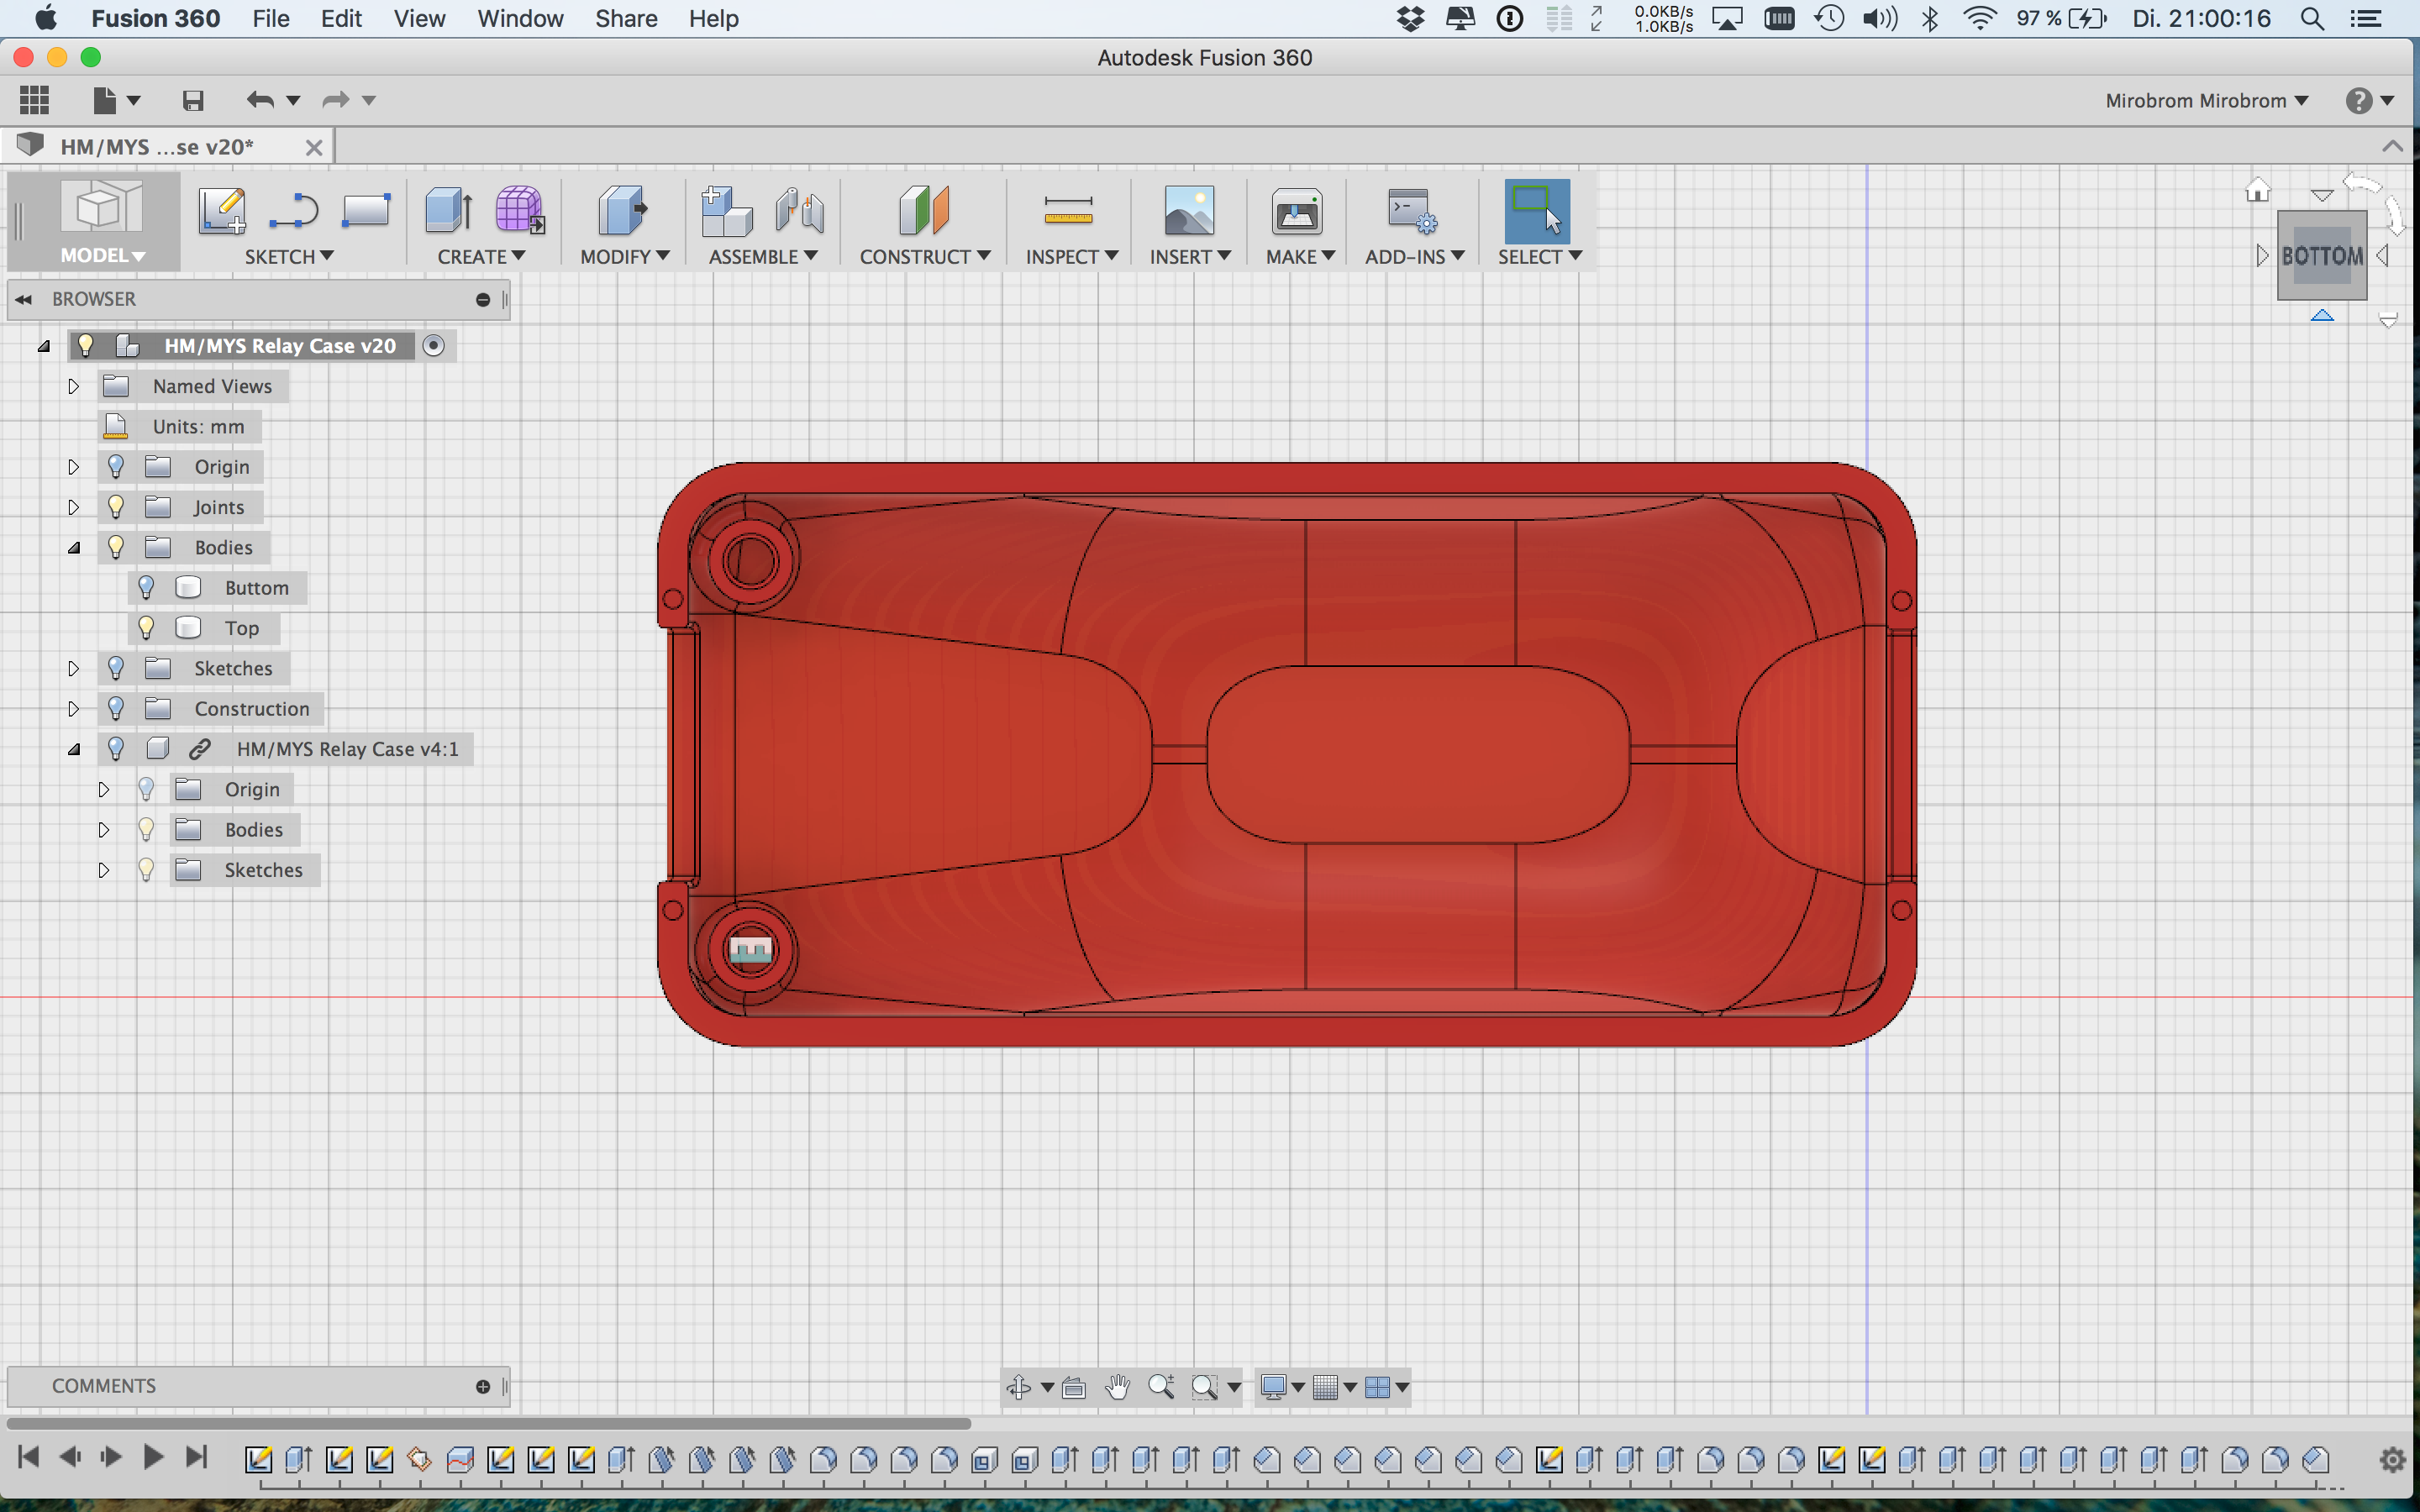 Fusion 360 File Edit View Window Share Help 0.0KB/s 1.0KB/s 97 % Di. 21:00:16
Autodesk Fusion 360
Mirobrom Mirobrom ?
HM/MYS ...se v20*
MODEL SKETCH CREATE MODIFY ASSEMBLE CONSTRUCT INSPECT INSERT MAKE ADD-INS SELECT
BOTTOM
BROWSER
HM/MYS Relay Case v20
Named Views
Units: mm
Origin
Joints
Bodies
Buttom
Top
Sketches
Construction
HM/MYS Relay Case v4:1
Origin
Bodies
Sketches
COMMENTS